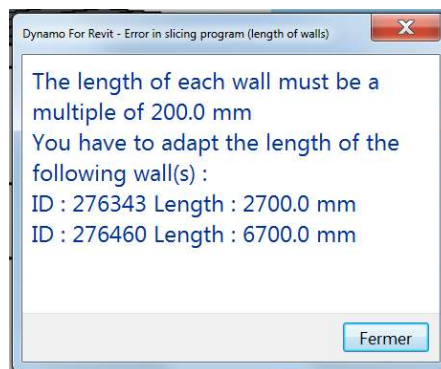 Dynamo For Revit - Error in slicing program (length of walls)
The length of each wall must be a
multiple of 200.0 mm
You have to adapt the length of the
following wall(s) :
ID : 276343 Length : 2700.0 mm
ID : 276460 Length : 6700.0 mm
Fermer